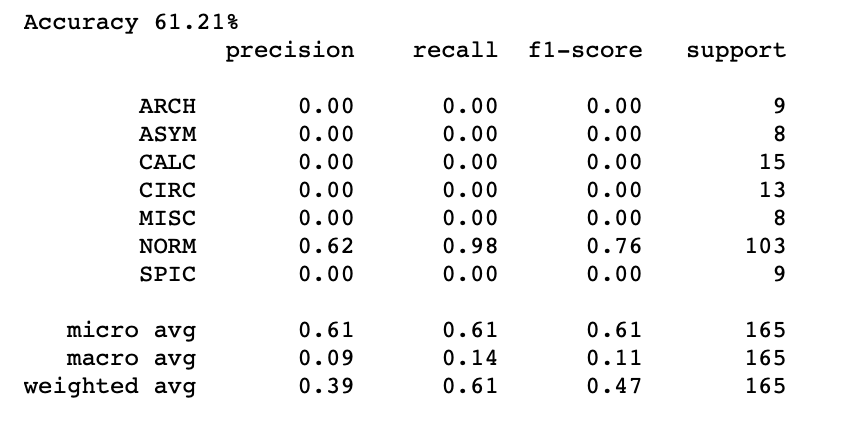 Accuracy 61.21%
precision recall f1-score support
ARCH 0.00 0.00 0.00 9
ASYM 0.00 0.00 0.00 8
CALC 0.00 0.00 0.00 15
CIRC 0.00 0.00 0.00 13
MISC 0.00 0.00 0.00 8
NORM 0.62 0.98 0.76 103
SPIC 0.00 0.00 0.00 9
micro avg 0.61 0.61 0.61 165
macro avg 0.09 0.14 0.11 165
weighted avg 0.39 0.61 0.47 165